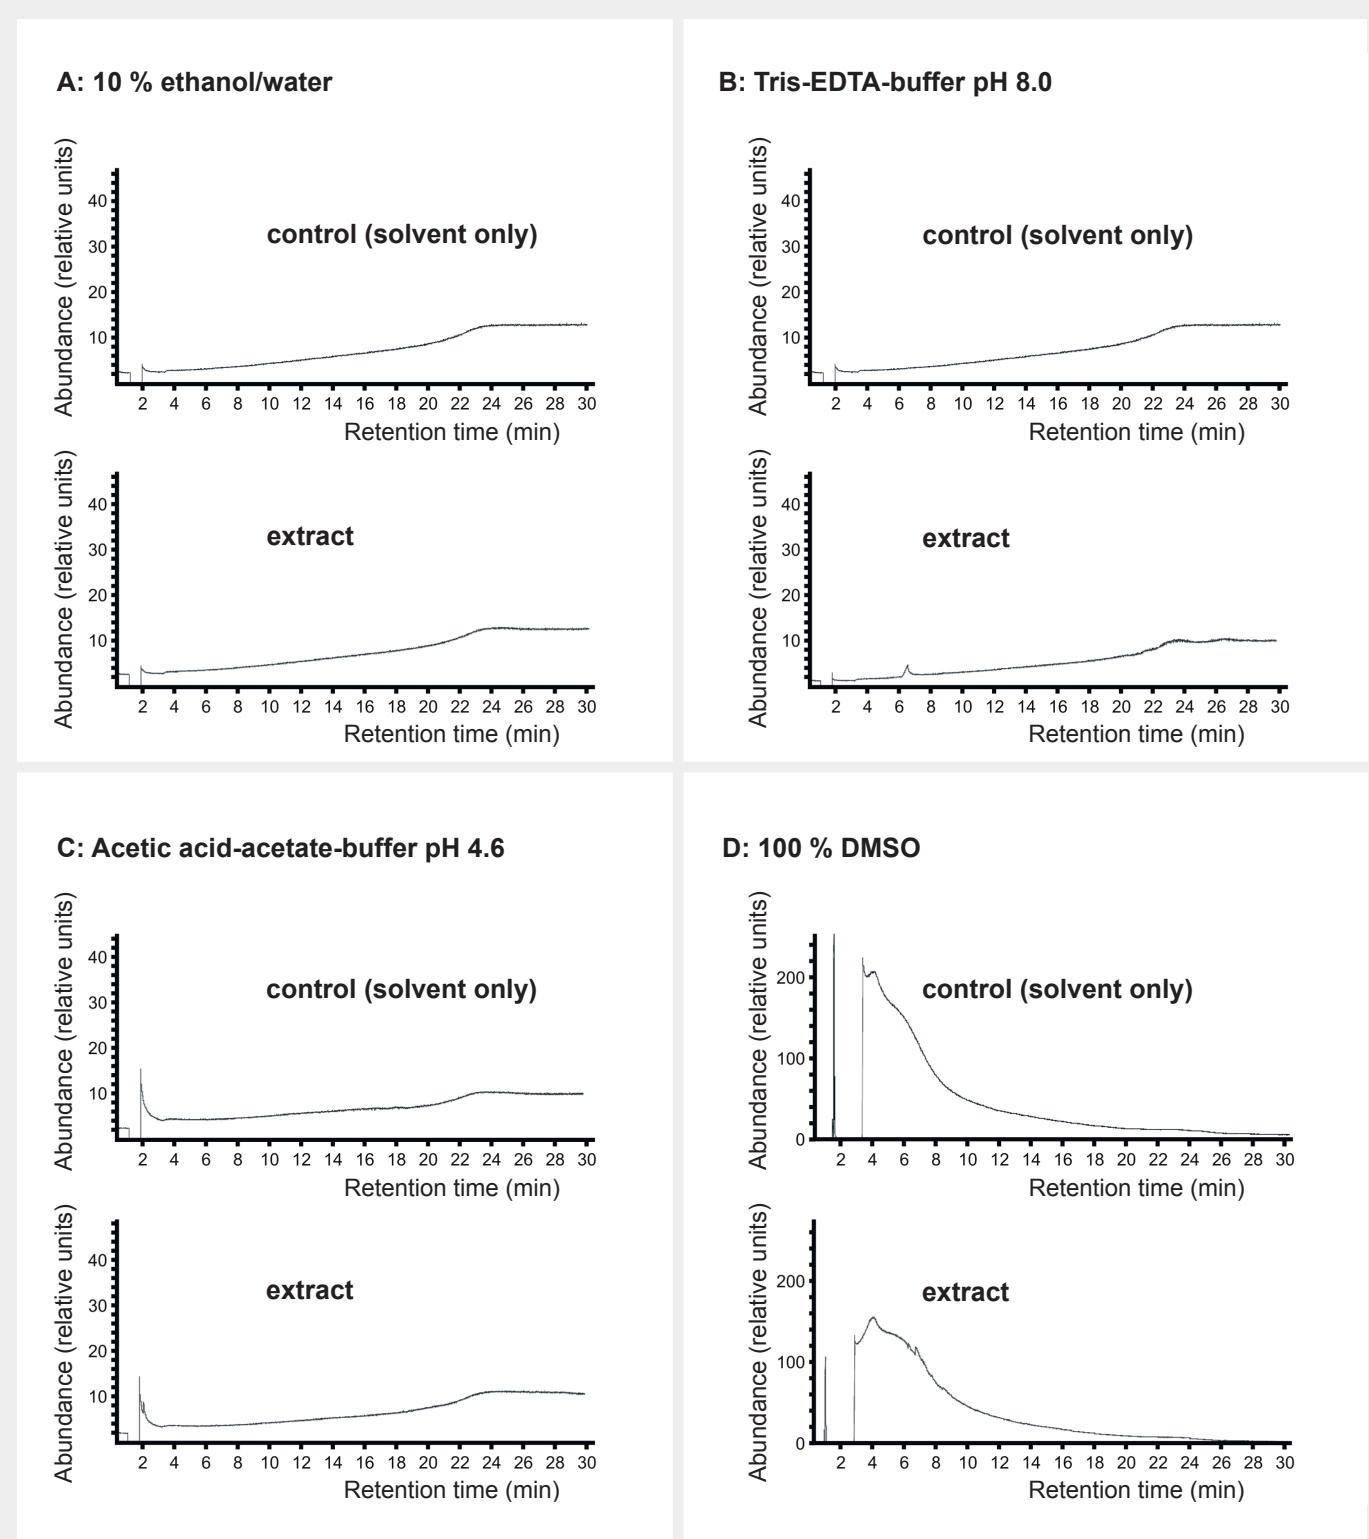 A: 10 % ethanol/water
Abundance (relative units)
40
30
20
10
control (solvent only)
2 4 6 8 10 12 14 16 18 20 22 24 26 28 30
Retention time (min)
Abundance (relative units)
40
30
20
10
extract
2 4 6 8 10 12 14 16 18 20 22 24 26 28 30
Retention time (min)
B: Tris-EDTA-buffer pH 8.0
Abundance (relative units)
40
30
20
10
control (solvent only)
2 4 6 8 10 12 14 16 18 20 22 24 26 28 30
Retention time (min)
Abundance (relative units)
40
30
20
10
extract
2 4 6 8 10 12 14 16 18 20 22 24 26 28 30
Retention time (min)
C: Acetic acid-acetate-buffer pH 4.6
Abundance (relative units)
40
30
20
10
control (solvent only)
2 4 6 8 10 12 14 16 18 20 22 24 26 28 30
Retention time (min)
Abundance (relative units)
40
30
20
10
extract
2 4 6 8 10 12 14 16 18 20 22 24 26 28 30
Retention time (min)
D: 100 % DMSO
Abundance (relative units)
200
100
0
control (solvent only)
2 4 6 8 10 12 14 16 18 20 22 24 26 28 30
Retention time (min)
Abundance (relative units)
200
100
0
extract
2 4 6 8 10 12 14 16 18 20 22 24 26 28 30
Retention time (min)